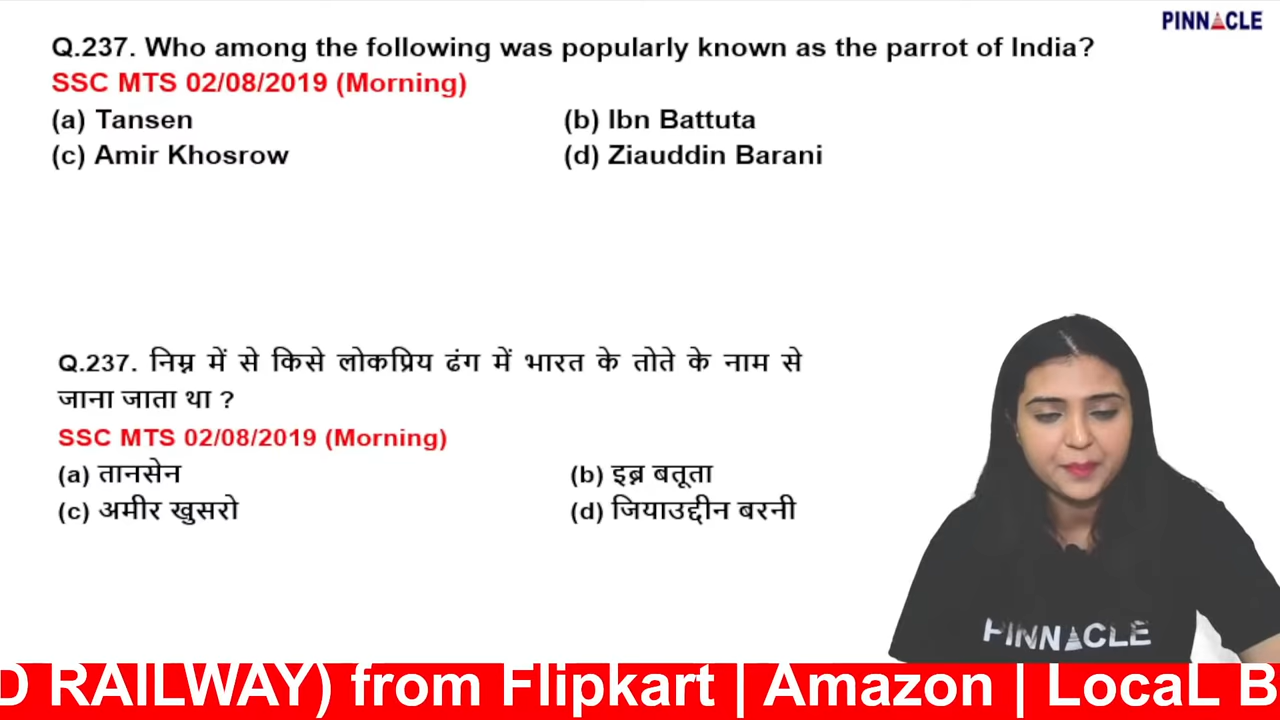 PINNACLE
Q.237. Who among the following was popularly known as the parrot of India?
SSC MTS 02/08/2019 (Morning)
(a) Tansen (b) Ibn Battuta
(c) Amir Khosrow (d) Ziauddin Barani
Q.237. निम्न में से किसे लोकप्रिय ढंग में भारत के तोते के नाम से
जाना जाता था ?
SSC MTS 02/08/2019 (Morning)
(a) तानसेन (b) इब्न बतूता
(c) अमीर खुसरो (d) जियाउद्दीन बरनी
PINNACLE
D RAILWAY) from Flipkart | Amazon | LocaL B